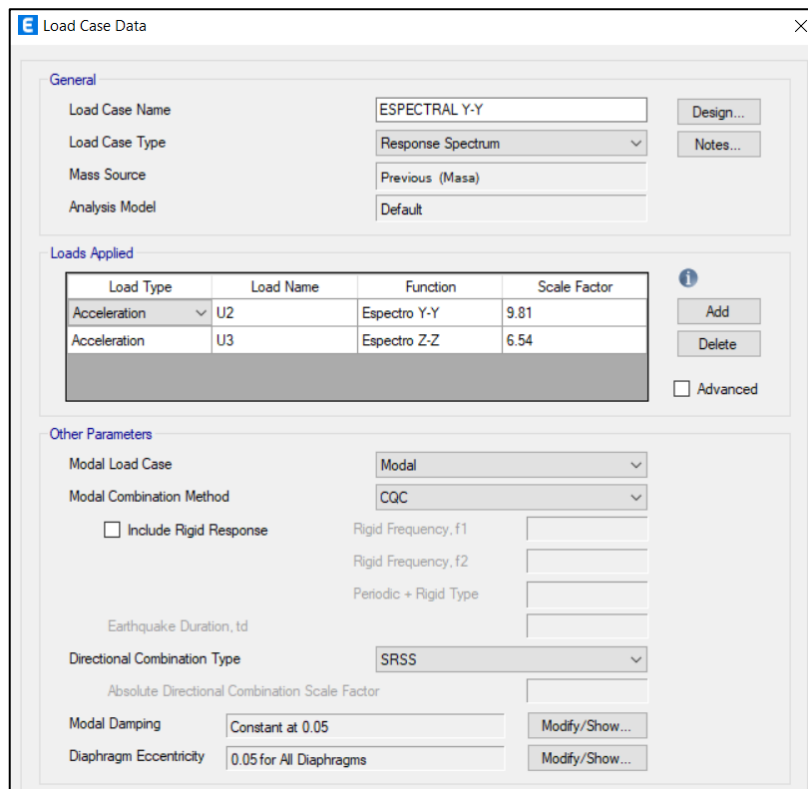 E Load Case Data
General
Load Case Name ESPECTRAL Y-Y Design...
Load Case Type Response Spectrum Notes...
Mass Source Previous (Masa)
Analysis Model Default
Loads Applied
Load Type Load Name Function Scale Factor
Acceleration U2 Espectro Y-Y 9.81 Add
Acceleration U3 Espectro Z-Z 6.54 Delete
Advanced
Other Parameters
Modal Load Case Modal
Modal Combination Method CQC
Include Rigid Response Rigid Frequency, f1
Rigid Frequency, f2
Periodic + Rigid Type
Earthquake Duration, td
Directional Combination Type SRSS
Absolute Directional Combination Scale Factor
Modal Damping Constant at 0.05 Modify/Show...
Diaphragm Eccentricity 0.05 for All Diaphragms Modify/Show...